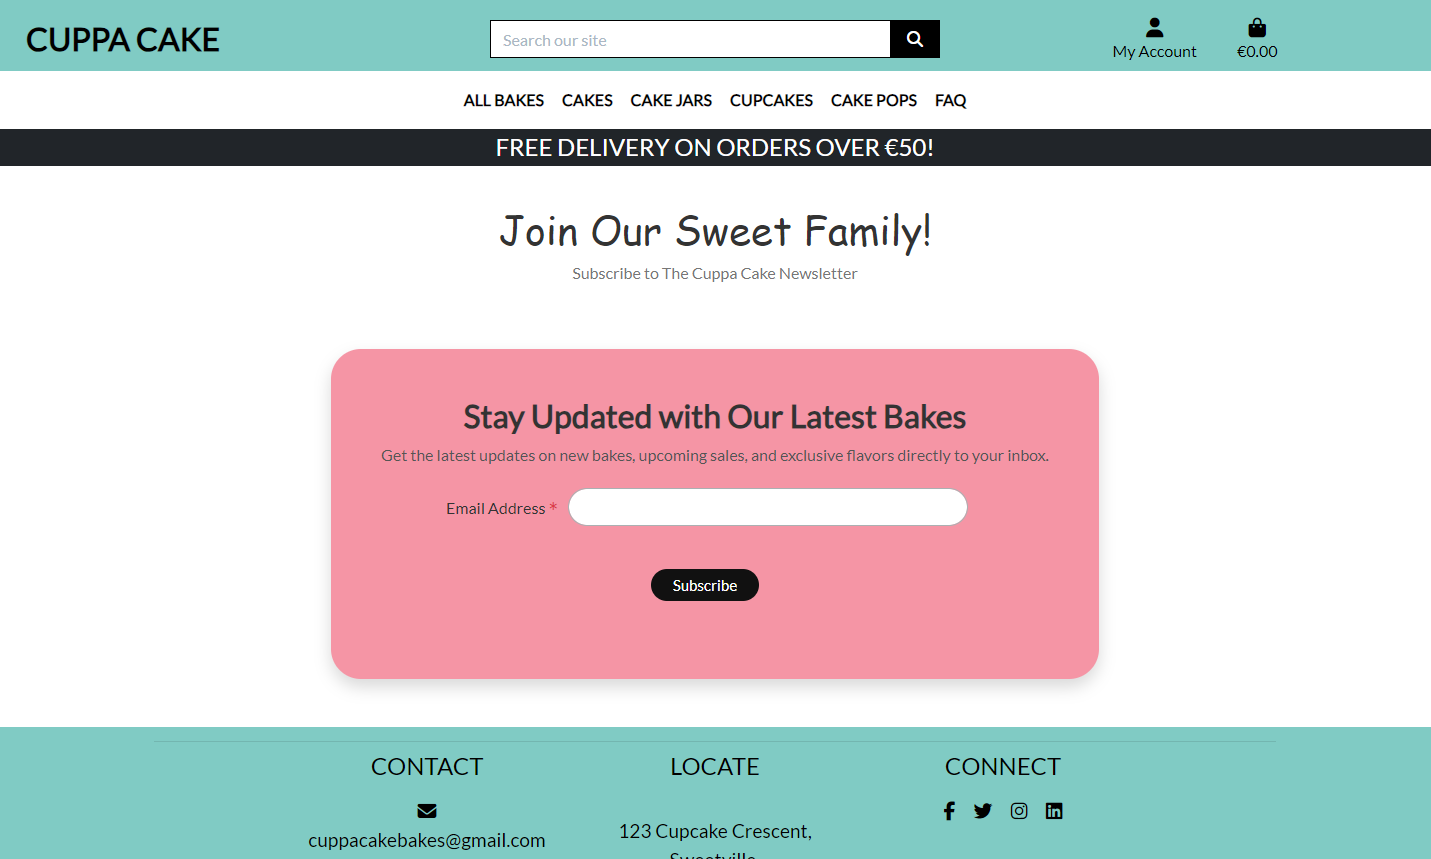 CUPPA CAKE
Search our site
My Account
€0.00
ALL BAKES CAKES CAKE JARS CUPCAKES CAKE POPS FAQ
FREE DELIVERY ON ORDERS OVER €50!
Join Our Sweet Family!
Subscribe to The Cuppa Cake Newsletter
Stay Updated with Our Latest Bakes
Get the latest updates on new bakes, upcoming sales, and exclusive flavors directly to your inbox.
Email Address *
Subscribe
CONTACT
cuppacakebakes@gmail.com
LOCATE
123 Cupcake Crescent,
Sweetville
CONNECT